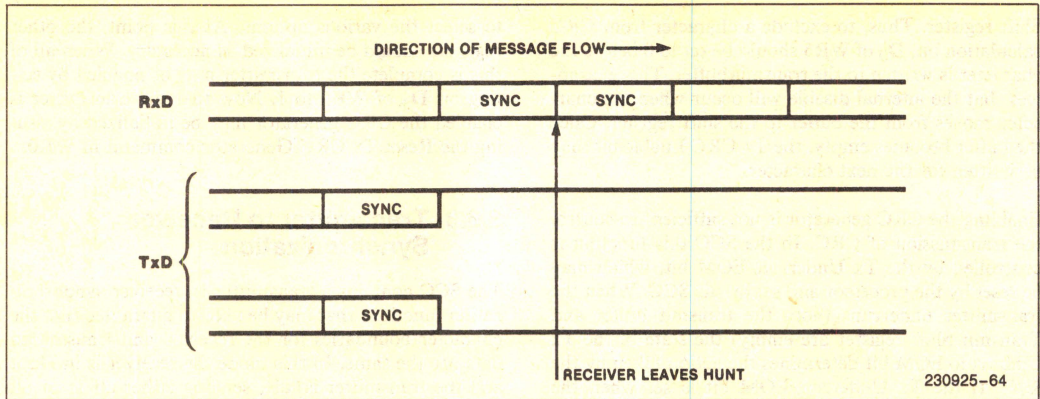 DIRECTION OF MESSAGE FLOW
RxD
SYNC SYNC
SYNC
TxD
SYNC
RECEIVER LEAVES HUNT
230925-64